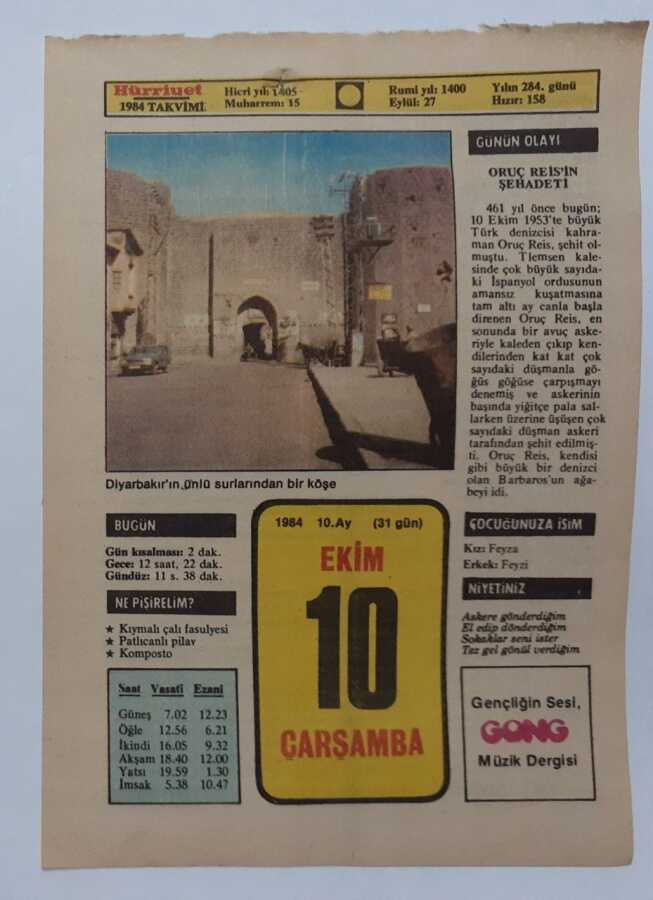 Hürriyet
1984 TAKVİMİ
Hicri yıl: 1405
Muharrem: 15
Rumi yıl: 1400
Eylül: 27
Yılın 284. günü
Hızır: 158
GÜNÜN OLAYI
ORUÇ REİS'İN
ŞEHADETİ
461 yıl önce bugün;
10 Ekim 1953'te büyük
Türk denizcisi kahra-
man Oruç Reis, şehit ol-
muştu. Tlemsen kale-
sinde çok büyük sayıda-
ki İspanyol ordusunun
amansız kuşatmasına
tam altı ay canla başla
direnen Oruç Reis, en
sonunda bir avuç aske-
riyle kaleden çıkıp ken-
dilerinden kat kat çok
sayıdaki düşmanla gö-
ğüs göğüse çarpışmayı
denemiş ve askerinin
başında yiğitçe pala sal-
larken üzerine üşüşen çok
sayıdaki düşman askeri
tarafından şehit edilmiş-
ti. Oruç Reis, kendisi
gibi büyük bir denizci
olan Barbaros'un ağa-
beyi idi.
Diyarbakır'ın ünlü surlarından bir köşe
BUGÜN
Gün kısalması: 2 dak.
Gece: 12 saat, 22 dak.
Gündüz: 11 s. 38 dak.
NE PİŞİRELİM?
★ Kıymalı çalı fasulyesi
★ Patlıcanlı pilav
★ Komposto
Saat Vasati Ezani
Güneş 7.02 12.23
Öğle 12.56 6.21
İkindi 16.05 9.32
Akşam 18.40 12.00
Yatsı 19.59 1.30
İmsak 5.38 10.47
1984 10.Ay (31 gün)
EKİM
10
ÇARŞAMBA
ÇOCUĞUNUZA İSİM
Kız: Feyza
Erkek: Feyzi
NİYETİNİZ
Askere gönderdiğim
El edip dönderdiğim
Sokaklar seni ister
Tez gel gönül verdiğim
Gençliğin Sesi,
GONG
Müzik Dergisi